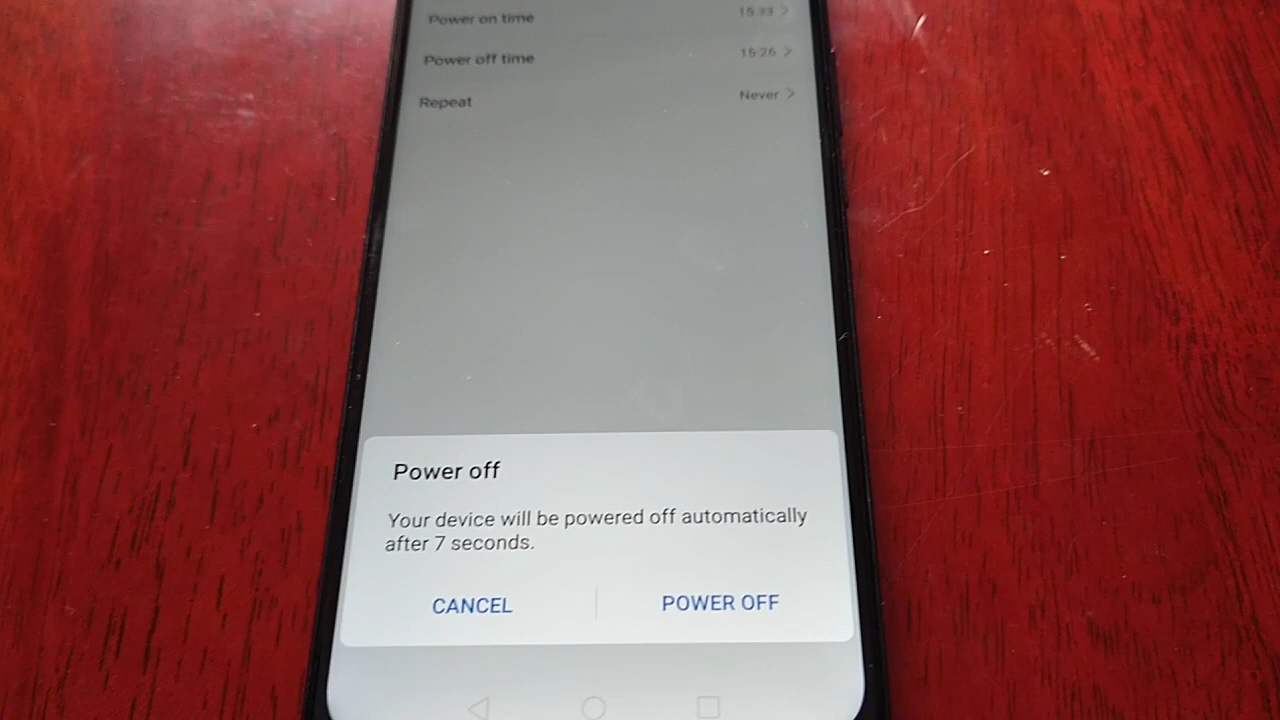 Power on time 15:33
Power off time 15:26
Repeat Never
Power off
Your device will be powered off automatically
after 7 seconds.
CANCEL POWER OFF